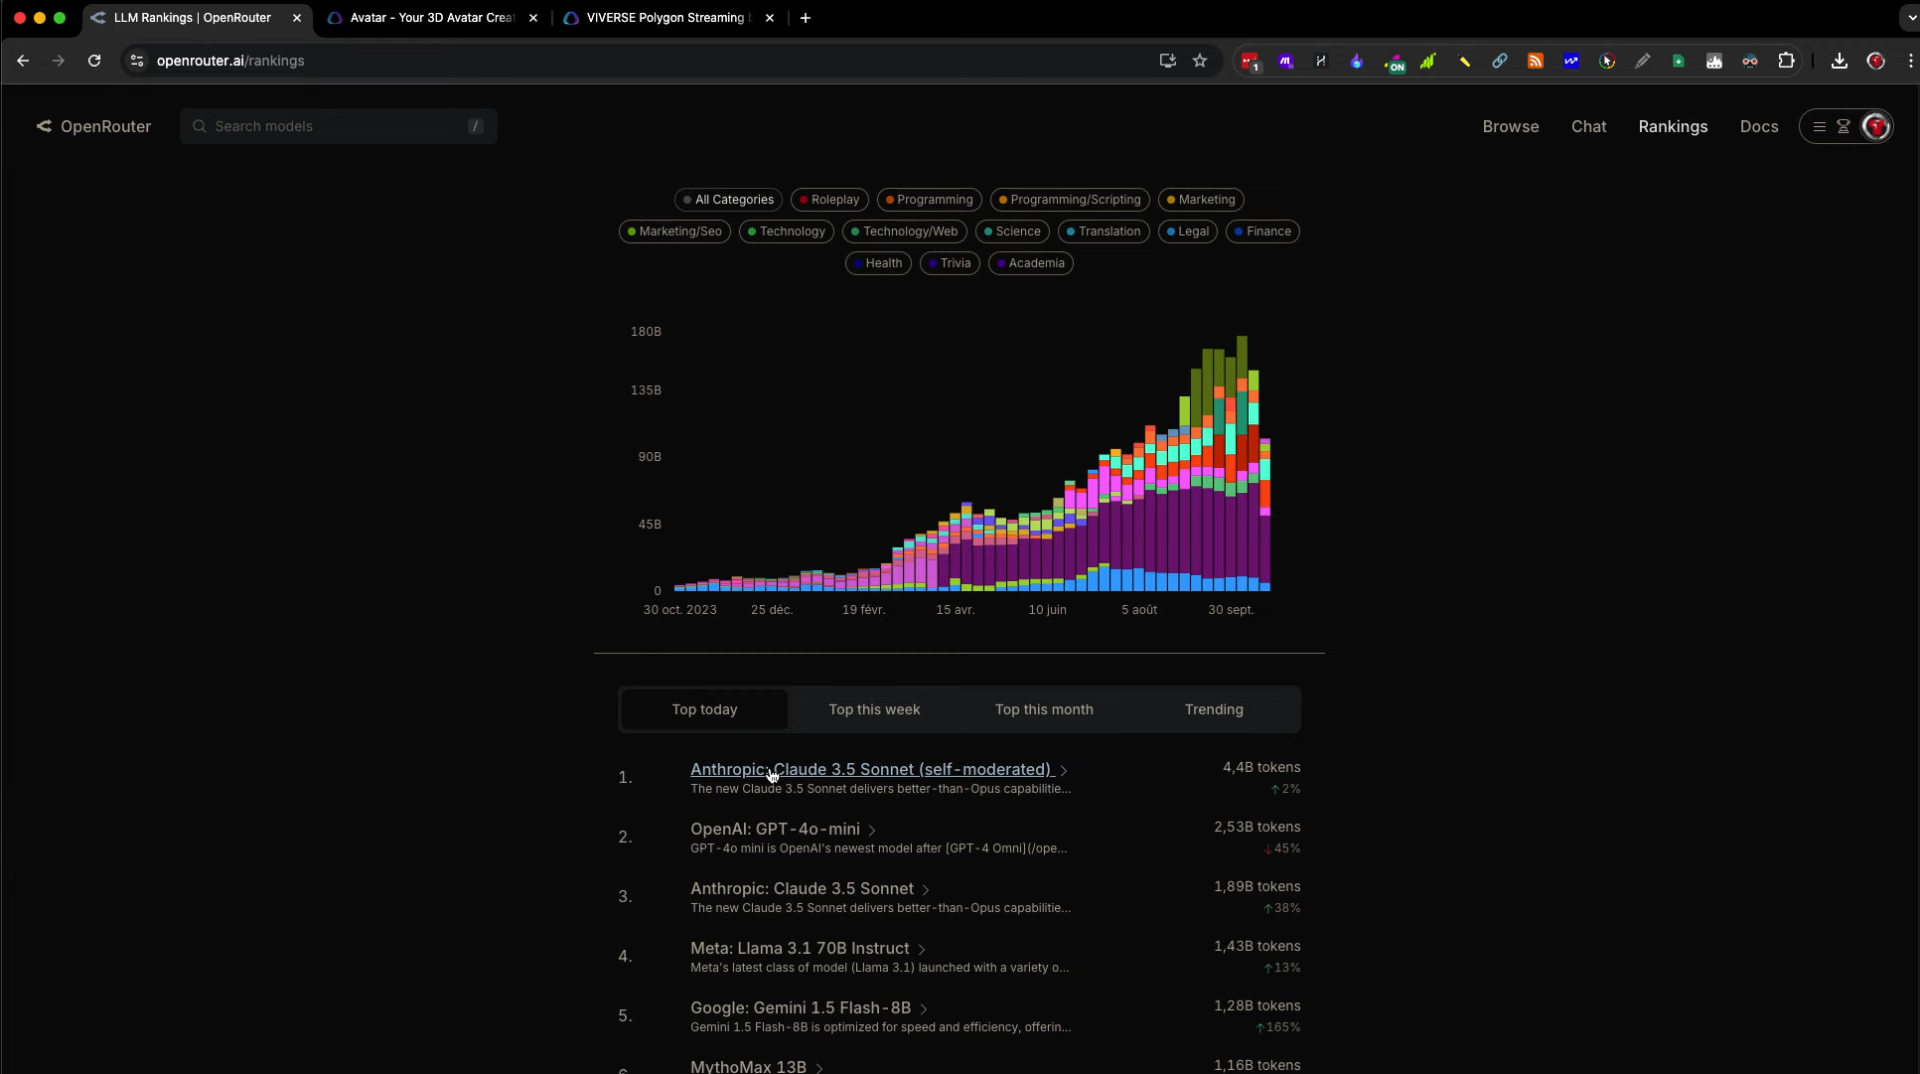 LLM Rankings | OpenRouter
Avatar - Your 3D Avatar Creat
VIVERSE Polygon Streaming
openrouter.ai/rankings
1
ON
OpenRouter
Search models
/
Browse
Chat
Rankings
Docs
All Categories
Roleplay
Programming
Programming/Scripting
Marketing
Marketing/Seo
Technology
Technology/Web
Science
Translation
Legal
Finance
Health
Trivia
Academia
180B
135B
90B
45B
0
30 oct. 2023
25 déc.
19 févr.
15 avr.
10 juin
5 août
30 sept.
Top today
Top this week
Top this month
Trending
1.
Anthropic: Claude 3.5 Sonnet (self-moderated)
4,4B tokens
The new Claude 3.5 Sonnet delivers better-than-Opus capabilitie...
↑2%
2.
OpenAI: GPT-4o-mini
2,53B tokens
GPT-4o mini is OpenAI's newest model after [GPT-4 Omni](/ope...
↓45%
3.
Anthropic: Claude 3.5 Sonnet
1,89B tokens
The new Claude 3.5 Sonnet delivers better-than-Opus capabilitie...
↑38%
4.
Meta: Llama 3.1 70B Instruct
1,43B tokens
Meta's latest class of model (Llama 3.1) launched with a variety o...
↑13%
5.
Google: Gemini 1.5 Flash-8B
1,28B tokens
Gemini 1.5 Flash-8B is optimized for speed and efficiency, offerin...
↑165%
MythoMax 13B
1,16B tokens